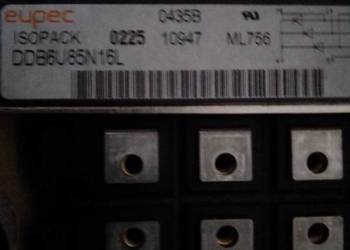 eupec 0435B
ISOPACK 0225 10947 ML756
DDB6U85N16L